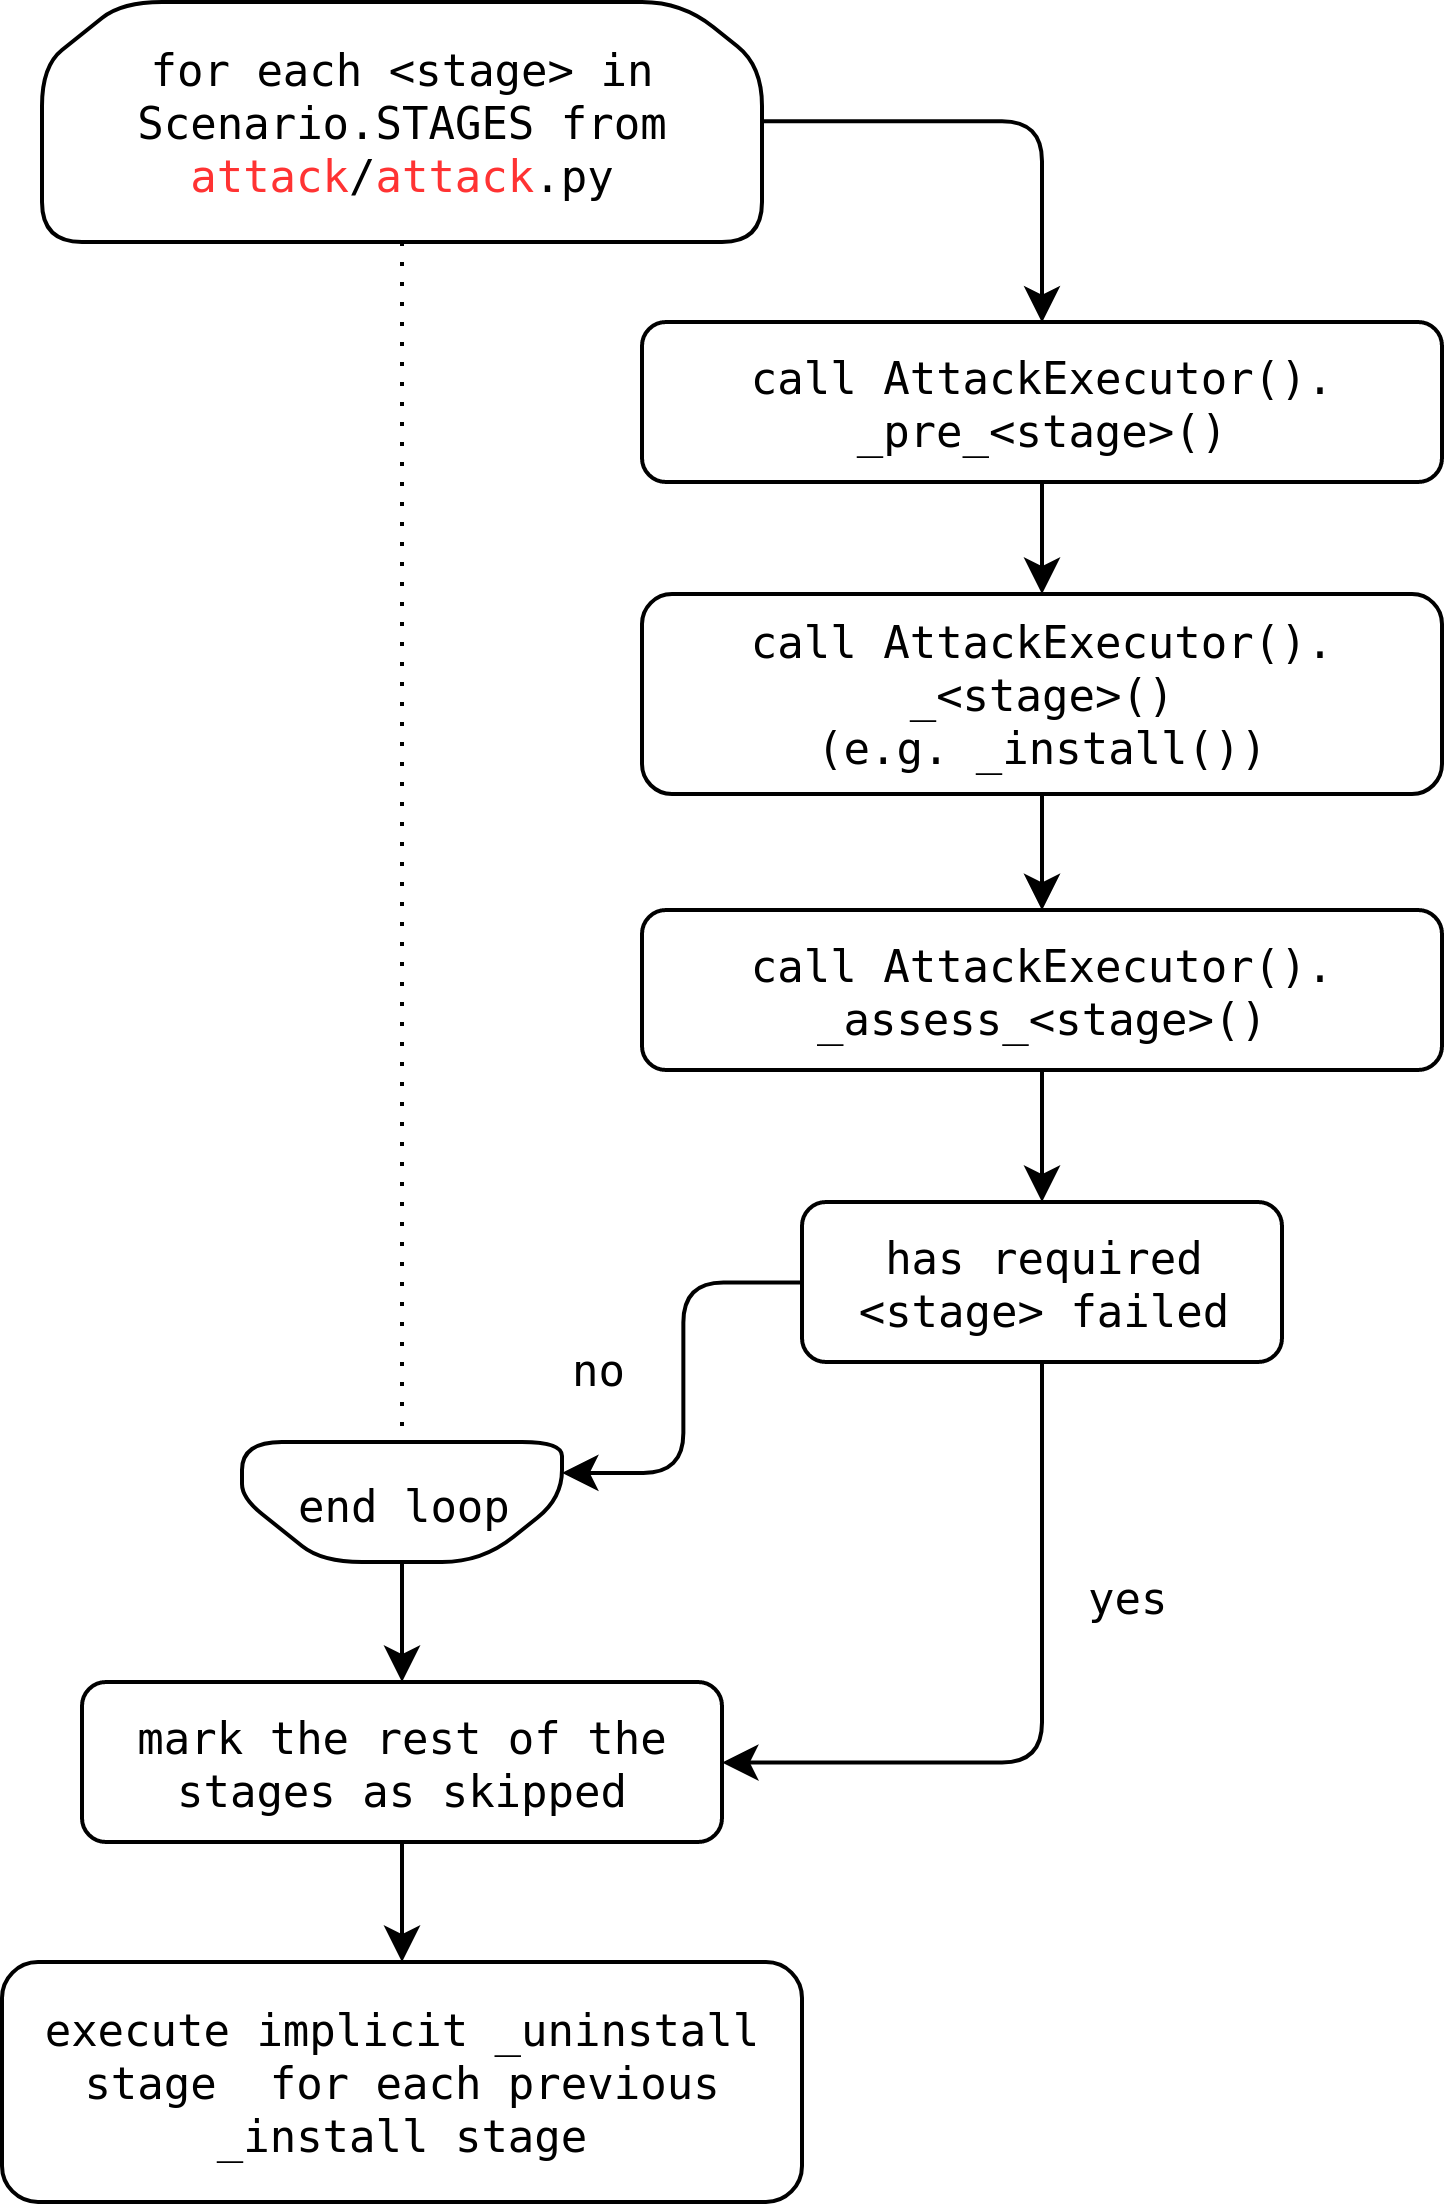 for each <stage> in
Scenario.STAGES from
attack/attack.py
call AttackExecutor().
_pre_<stage>()
call AttackExecutor().
_<stage>()
(e.g. _install())
call AttackExecutor().
_assess_<stage>()
has required
<stage> failed
no
end loop
yes
mark the rest of the
stages as skipped
execute implicit _uninstall
stage  for each previous
_install stage